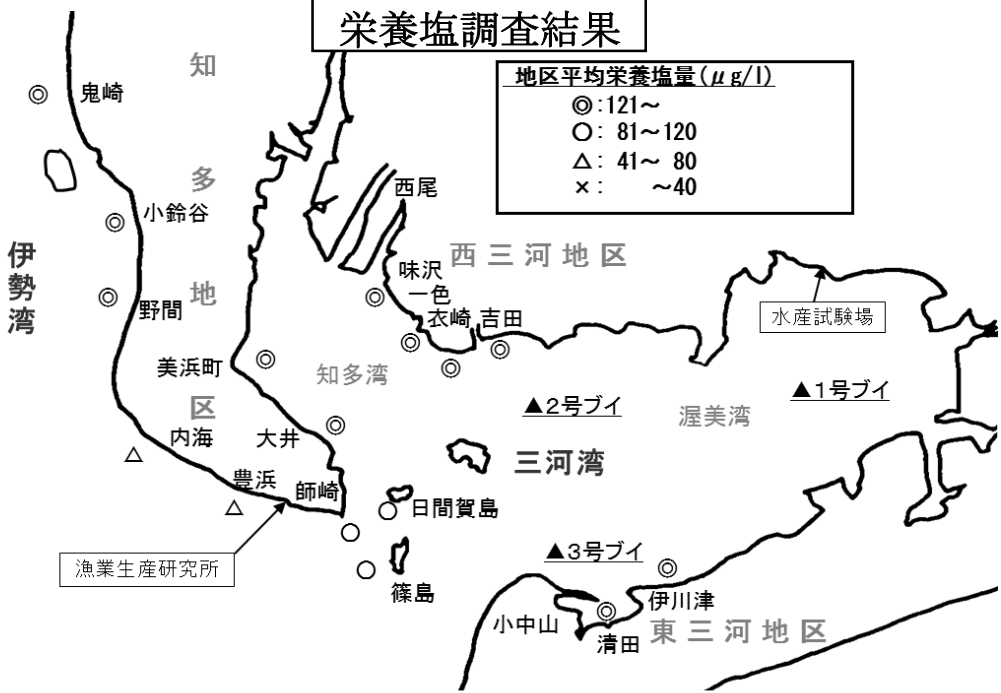 栄養塩調査結果
地区平均栄養塩量(μg/l)
◎:121～
○: 81～120
△: 41～ 80
×: ～40
知多地区
鬼崎
小鈴谷
伊勢湾
野間
美浜町
内海
大井
豊浜
師崎
漁業生産研究所
西尾
西三河地区
味沢
一色
衣崎
吉田
水産試験場
知多湾
▲2号ブイ
▲1号ブイ
渥美湾
三河湾
日間賀島
篠島
▲3号ブイ
小中山
清田
伊川津
東三河地区